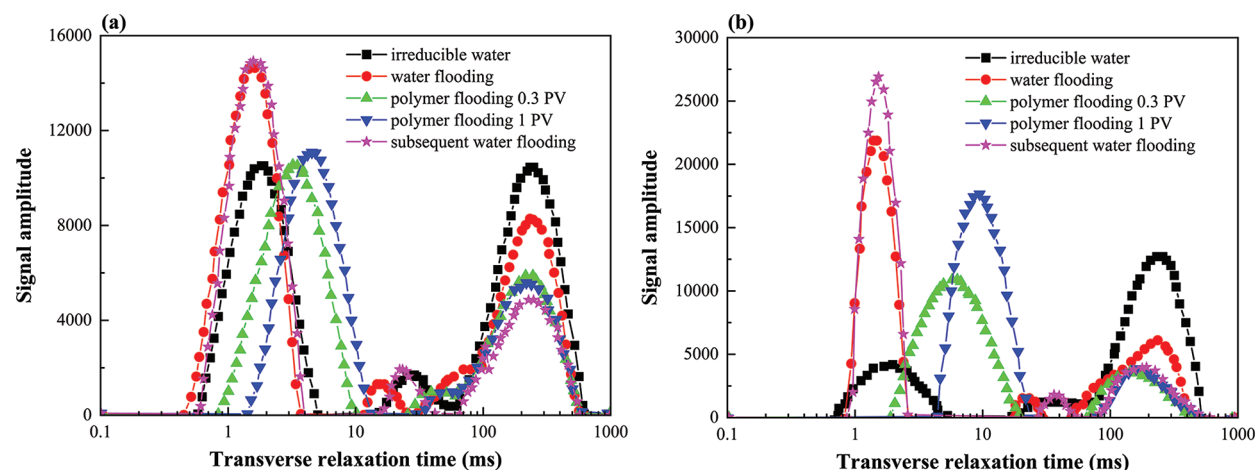 (a)
16000
12000
8000
4000
0
Signal amplitude
irreducible water
water flooding
polymer flooding 0.3 PV
polymer flooding 1 PV
subsequent water flooding
0.1 1 10 100 1000
Transverse relaxation time (ms)
(b)
30000
25000
20000
15000
10000
5000
0
Signal amplitude
irreducible water
water flooding
polymer flooding 0.3 PV
polymer flooding 1 PV
subsequent water flooding
0.1 1 10 100 1000
Transverse relaxation time (ms)